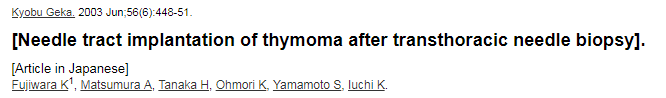 Kyobu Geka. 2003 Jun;56(6):448-51.
[Needle tract implantation of thymoma after transthoracic needle biopsy].
[Article in Japanese]
Fujiwara K1, Matsumura A, Tanaka H, Ohmori K, Yamamoto S, Iuchi K.